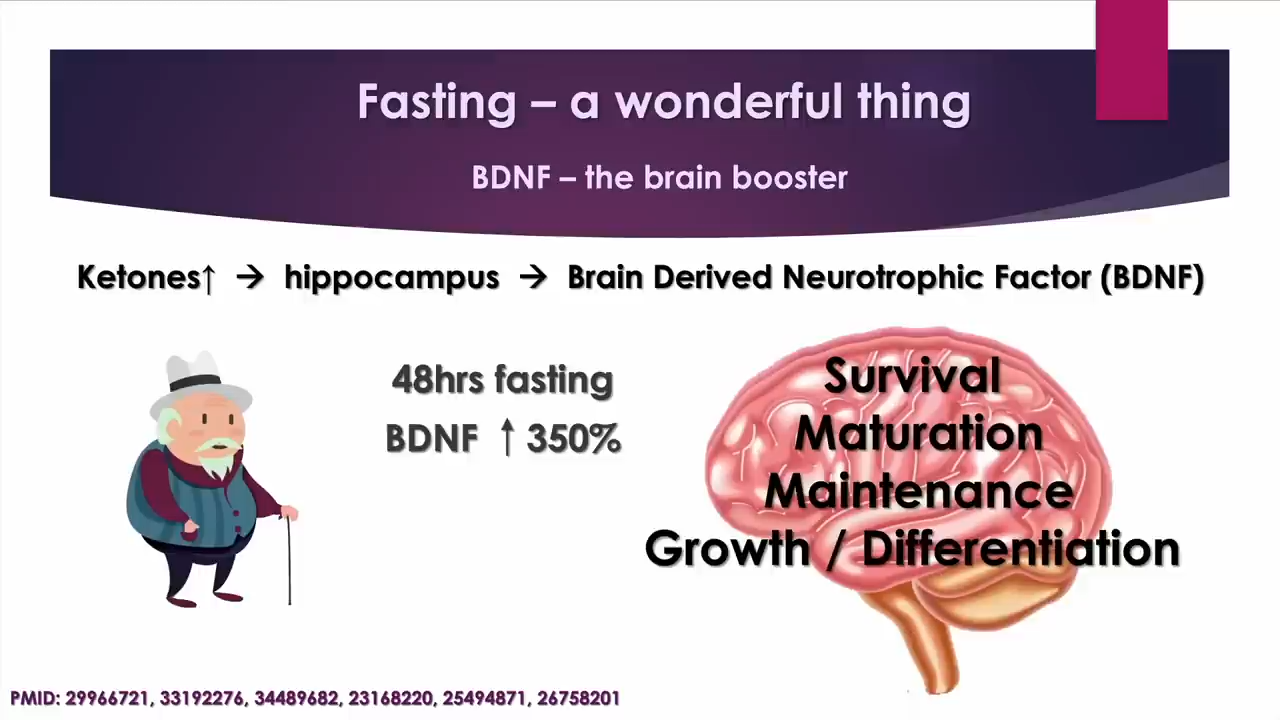 Fasting – a wonderful thing
BDNF – the brain booster
Ketones↑ → hippocampus → Brain Derived Neurotrophic Factor (BDNF)
48hrs fasting
BDNF ↑ 350%
Survival
Maturation
Maintenance
Growth / Differentiation
PMID: 29966721, 33192276, 34489682, 23168220, 25494871, 26758201